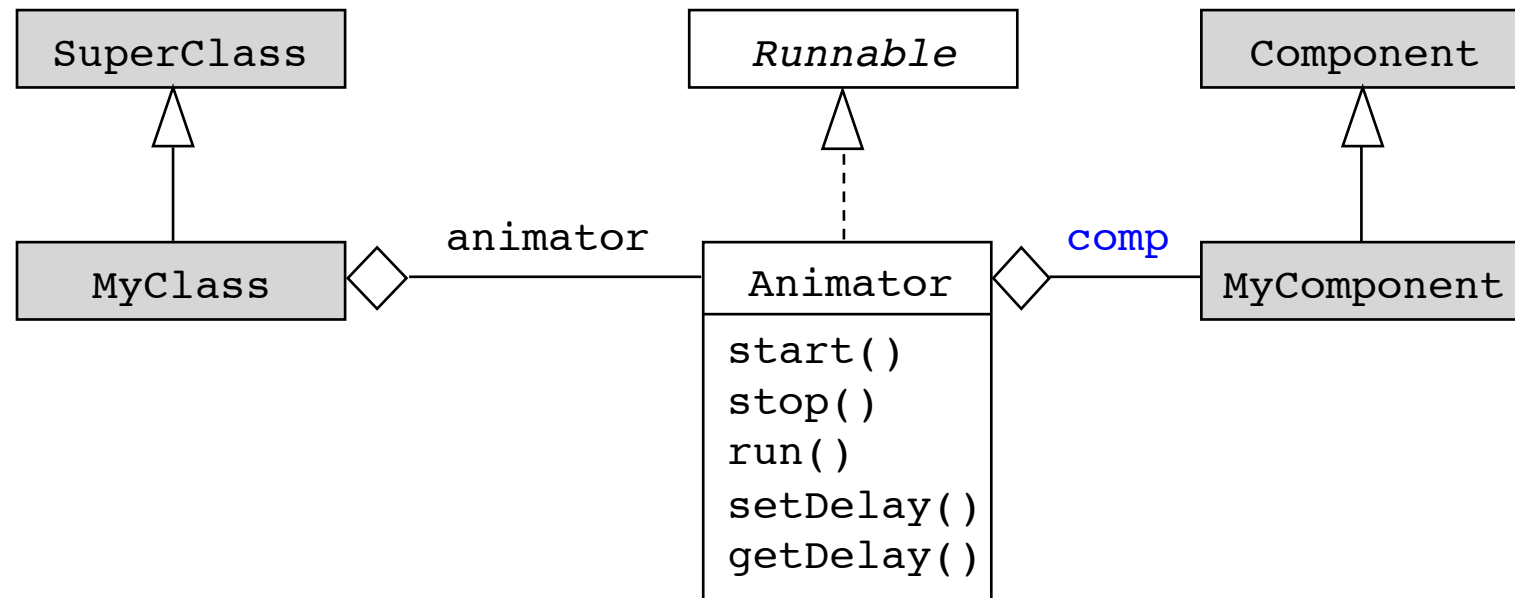 SuperClass
Runnable
Component
animator
comp
MyClass
Animator
MyComponent
start()
stop()
run()
setDelay()
getDelay()